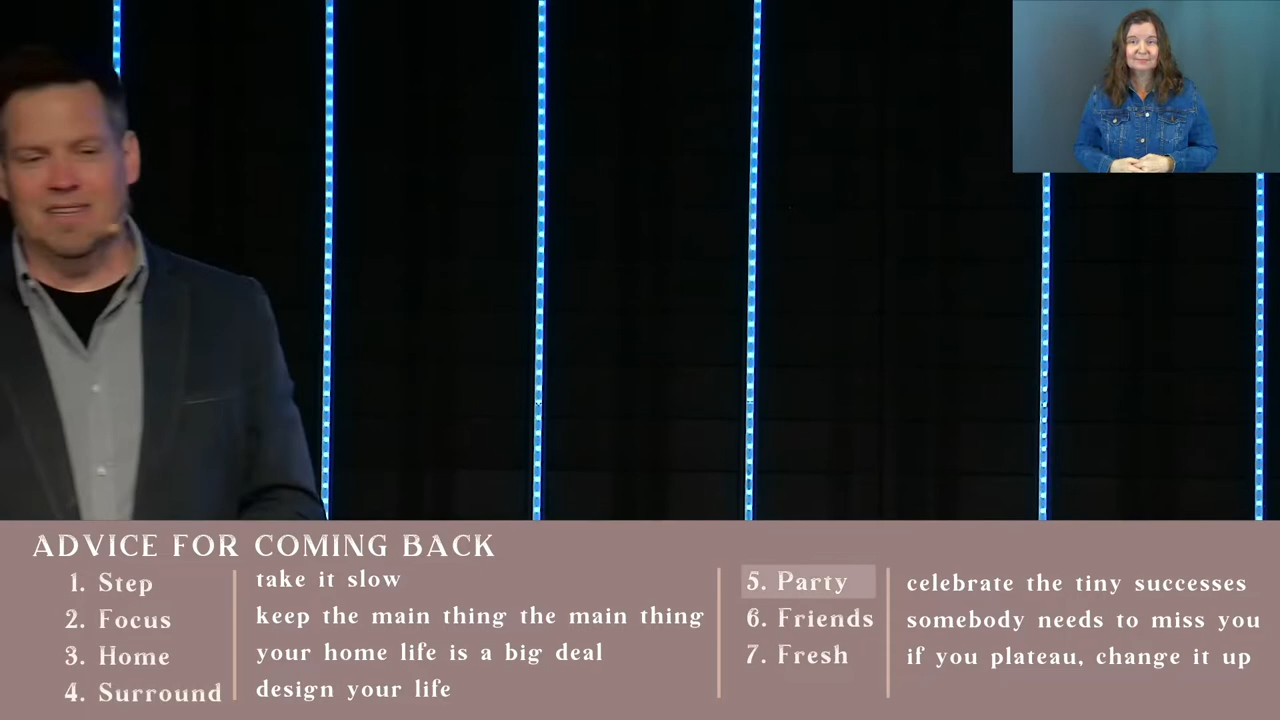 ADVICE FOR COMING BACK
1. Step take it slow
2. Focus keep the main thing the main thing
3. Home your home life is a big deal
4. Surround design your life
5. Party celebrate the tiny successes
6. Friends somebody needs to miss you
7. Fresh if you plateau, change it up